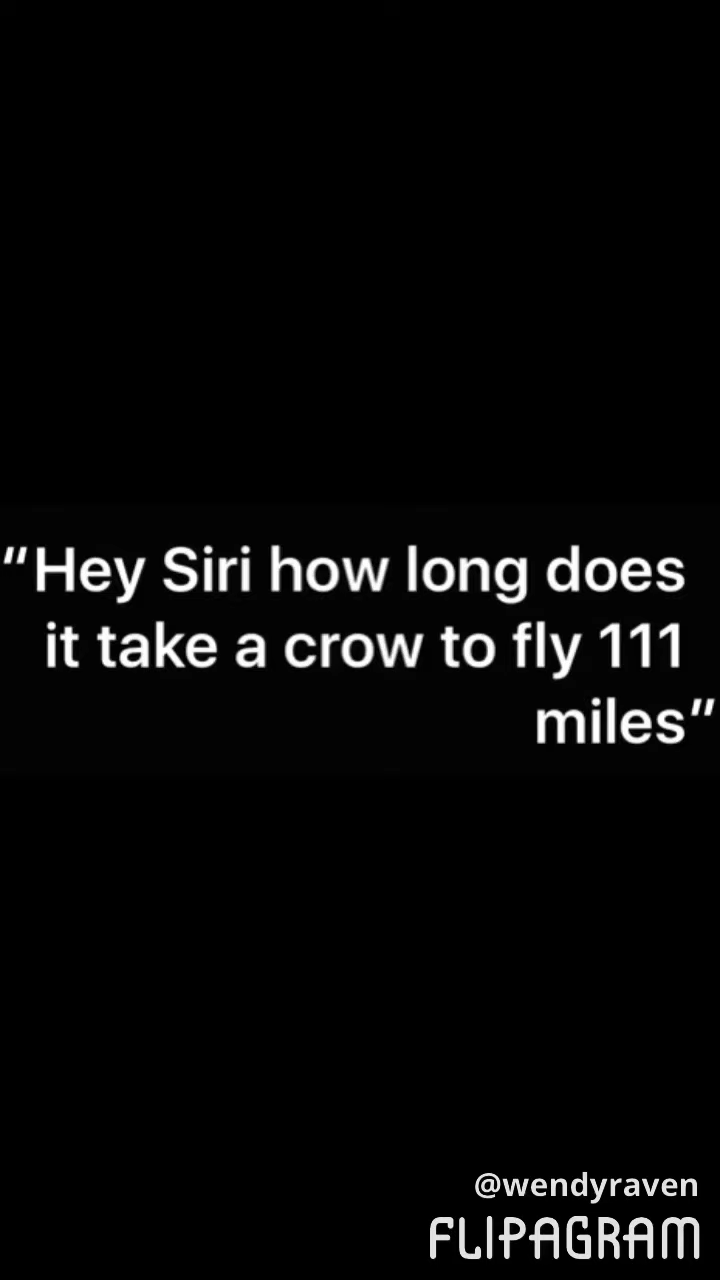 “Hey Siri how long does
it take a crow to fly 111
miles”
@wendyraven
FLIPAGRAM